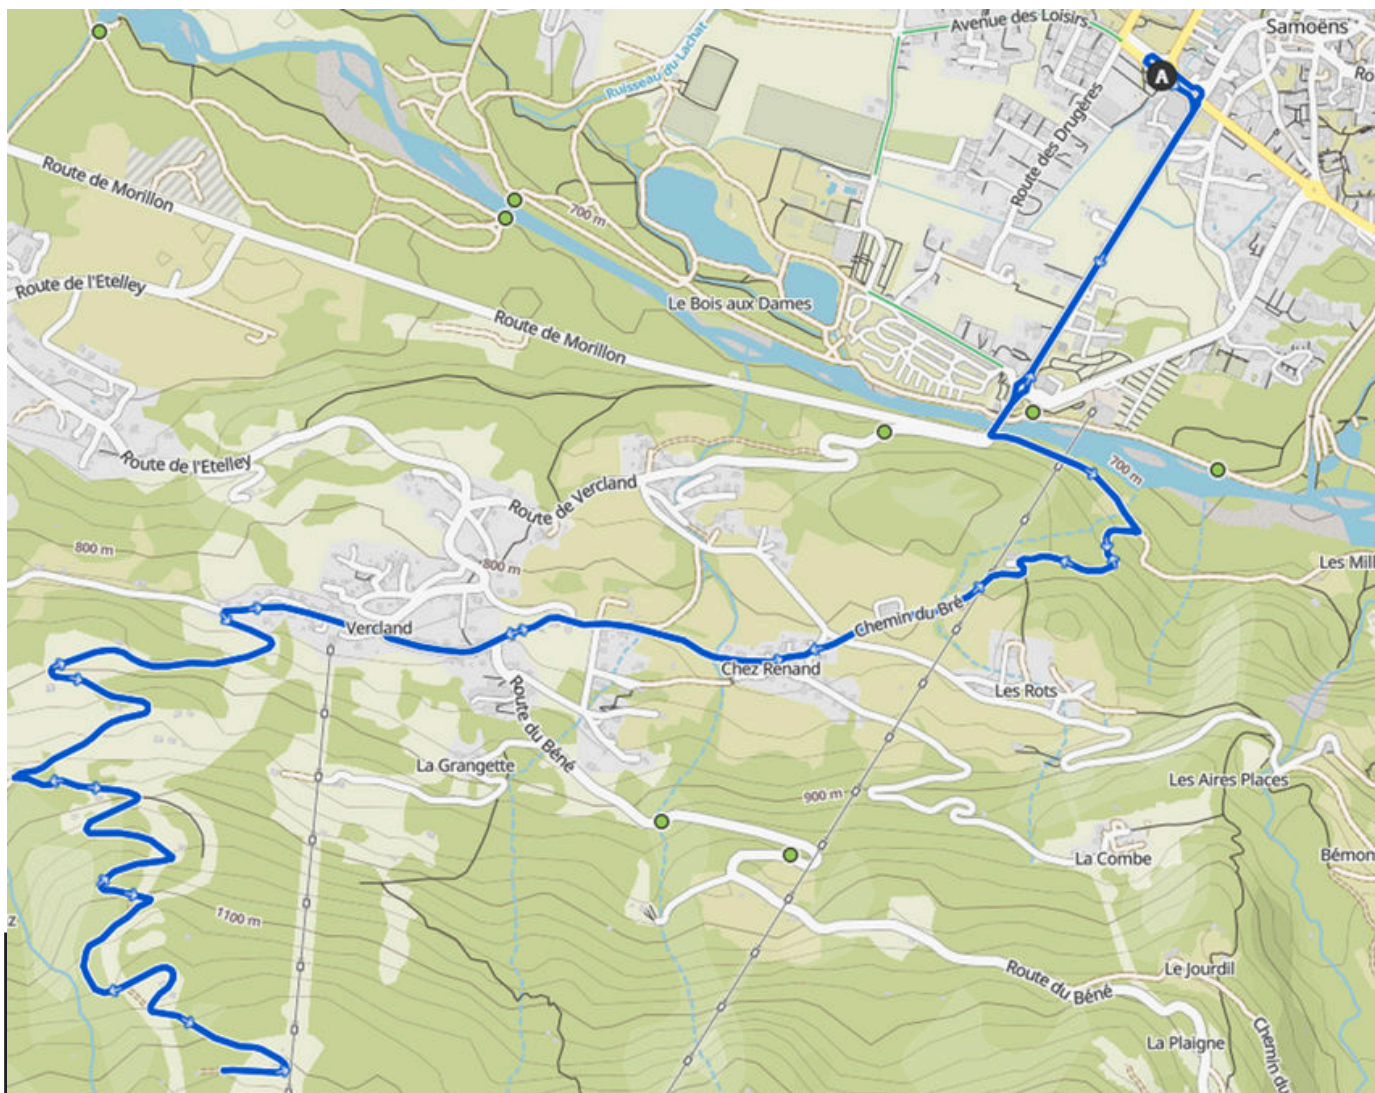 Avenue des Loisirs
Samoëns
A
Ro
Ruisseau du Lachat
Route des Drugères
Route de Morillon
700 m
Route de l'Etelley
Le Bois aux Dames
Route de Morillon
Route de l'Etelley
Route de Vercland
700 m
800 m
800 m
Les Mill
Chemin du Bré
Vercland
Chez Renand
Les Rots
Route du Béné
La Grangette
Les Aires Places
900 m
La Combe
Bémon
1100 m
z
Le Jourdil
Route du Béné
La Plaigne
Chemin du